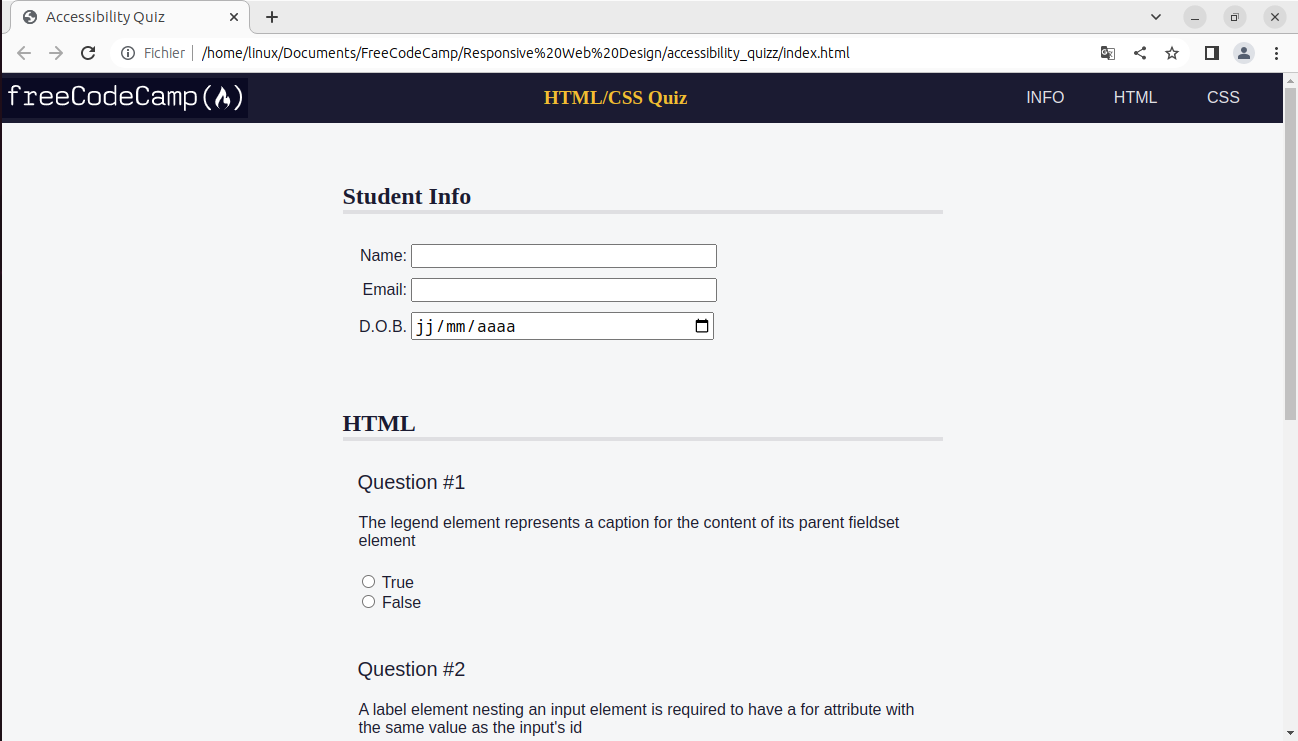 Accessibility Quiz
Fichier /home/linux/Documents/FreeCodeCamp/Responsive%20Web%20Design/accessibility_quizz/index.html
freeCodeCamp HTML/CSS Quiz INFO HTML CSS
Student Info
Name:
Email:
D.O.B. jj/mm/aaaa
HTML
Question #1
The legend element represents a caption for the content of its parent fieldset
element
True
False
Question #2
A label element nesting an input element is required to have a for attribute with
the same value as the input's id